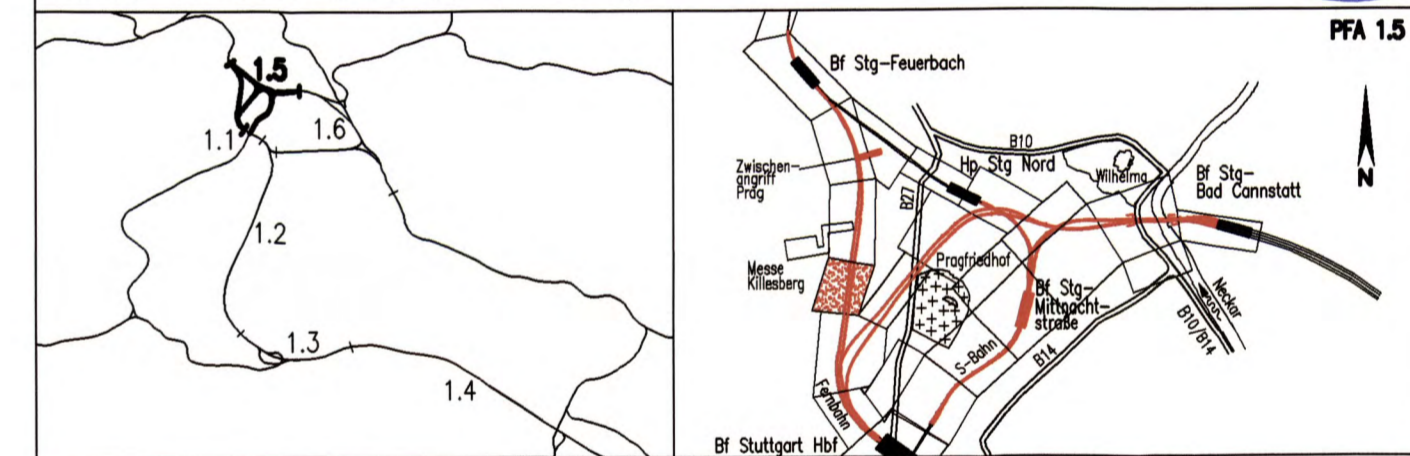 1.5
1.1
1.6
1.2
1.3
1.4
PFA 1.5
Bf Stg-Feuerbach
N
B10
Hp Stg Nord
Wilhelma
Bf Stg-
Bad Cannstatt
Zwischen-
angriff
Prag
B27
Messe
Killesberg
Pragfriedhof
Bf Stg-
Mittnacht-
straße
Neckar
B10/B14
S-Bahn
B14
Fernbahn
Bf Stuttgart Hbf